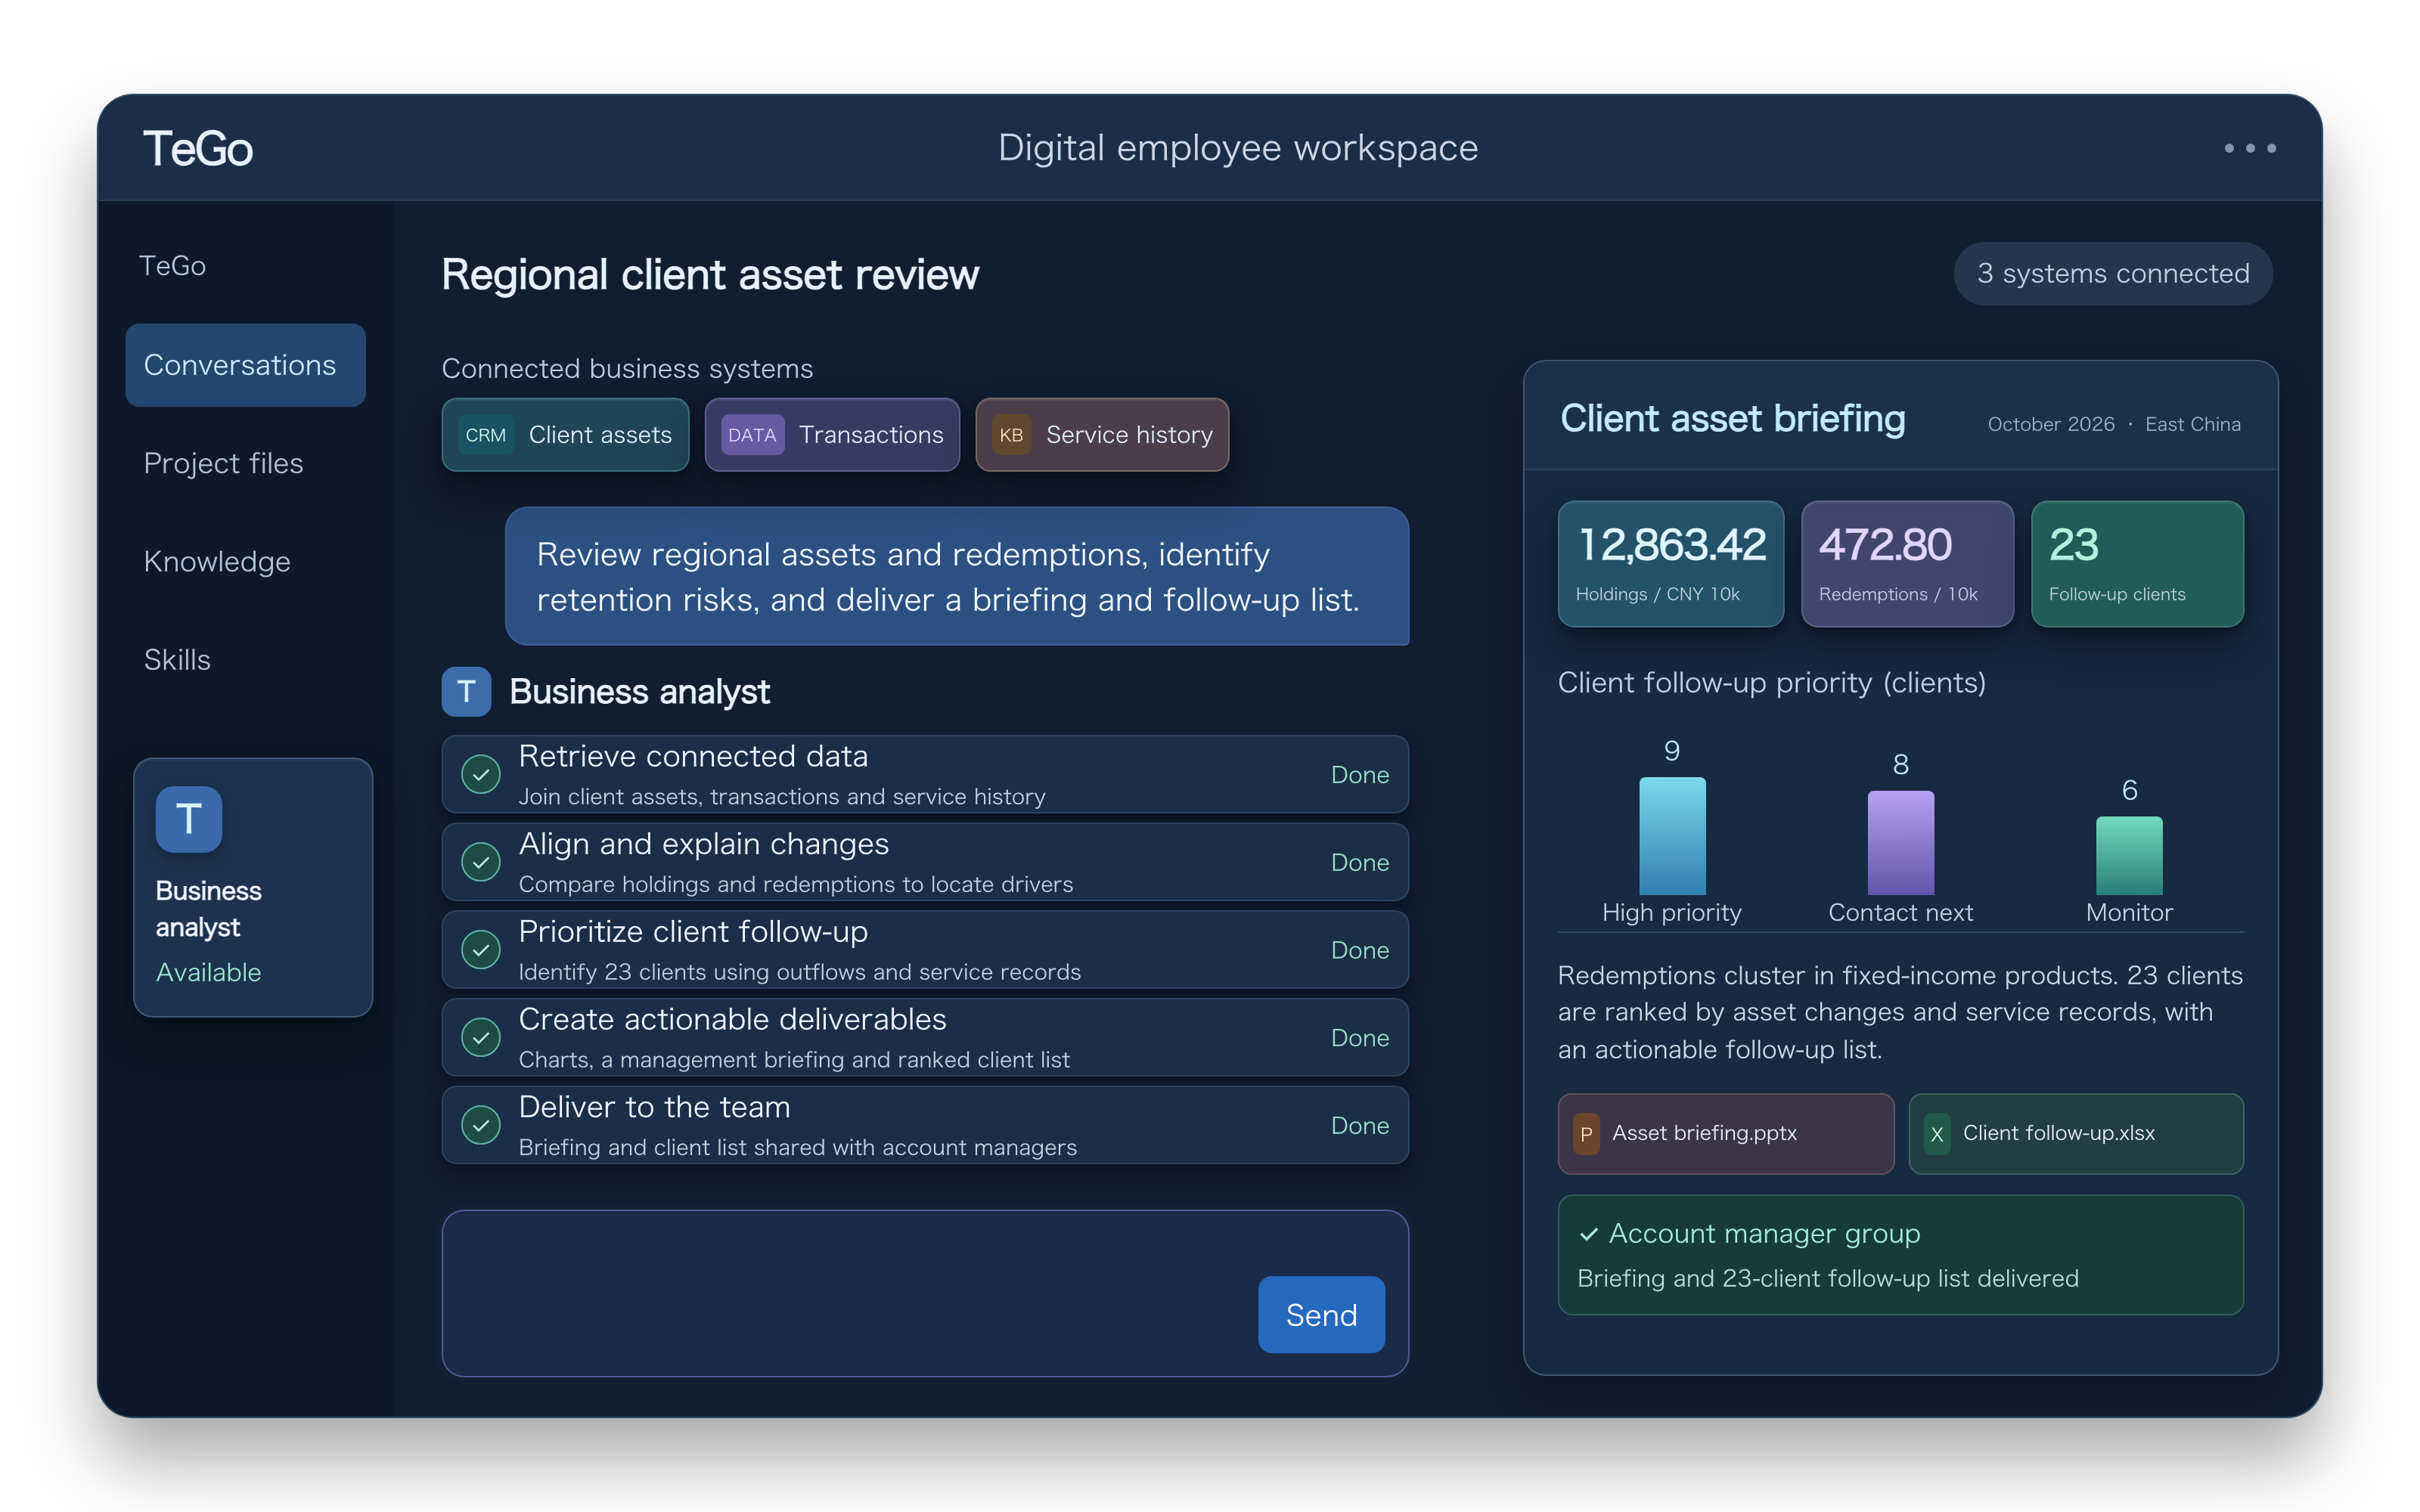 TeGo
Digital employee workspace
TeGo
Conversations
Project files
Knowledge
Skills
T
Business
analyst
Available
Regional client asset review
3 systems connected
Connected business systems
CRM Client assets
DATA Transactions
KB Service history
Review regional assets and redemptions, identify
retention risks, and deliver a briefing and follow-up list.
T Business analyst
Retrieve connected data
Join client assets, transactions and service history
Done
Align and explain changes
Compare holdings and redemptions to locate drivers
Done
Prioritize client follow-up
Identify 23 clients using outflows and service records
Done
Create actionable deliverables
Charts, a management briefing and ranked client list
Done
Deliver to the team
Briefing and client list shared with account managers
Done
Send
Client asset briefing
October 2026 · East China
12,863.42
Holdings / CNY 10k
472.80
Redemptions / 10k
23
Follow-up clients
Client follow-up priority (clients)
9
8
6
High priority
Contact next
Monitor
Redemptions cluster in fixed-income products. 23 clients
are ranked by asset changes and service records, with
an actionable follow-up list.
P Asset briefing.pptx
X Client follow-up.xlsx
✓ Account manager group
Briefing and 23-client follow-up list delivered